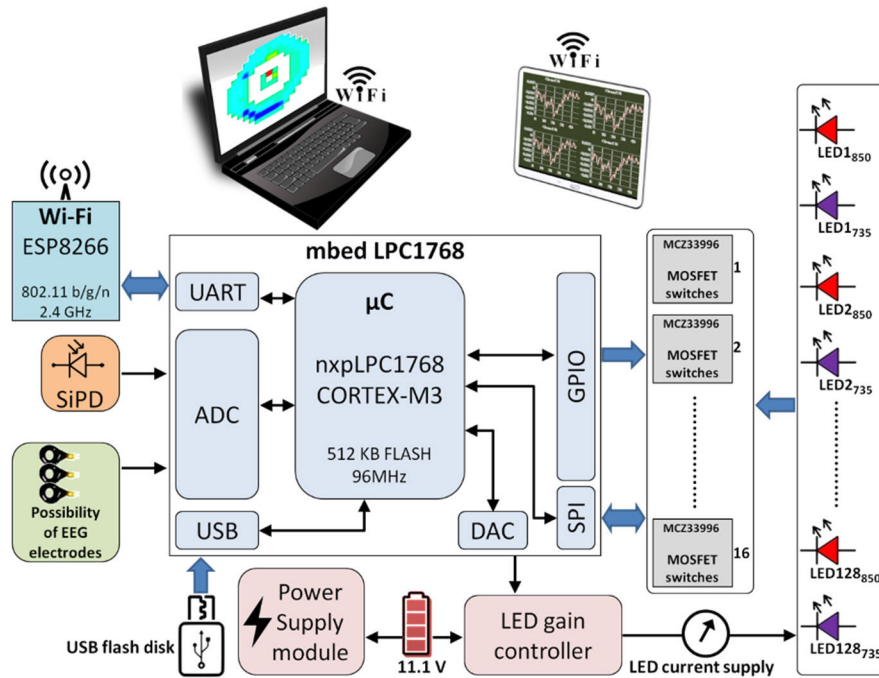 WiFi
WiFi
Wi-Fi
ESP8266
802.11 b/g/n
2.4 GHz
SiPD
Possibility
of EEG
electrodes
mbed LPC1768
UART
ADC
USB
µC
nxpLPC1768
CORTEX-M3
512 KB FLASH
96MHz
DAC
GPIO
SPI
MCZ33996
MOSFET
switches
1
MCZ33996
MOSFET
switches
2
MCZ33996
MOSFET
switches
16
LED1850
LED1735
LED2850
LED2735
LED128850
LED128735
USB flash disk
Power
Supply
module
11.1 V
LED gain
controller
LED current supply